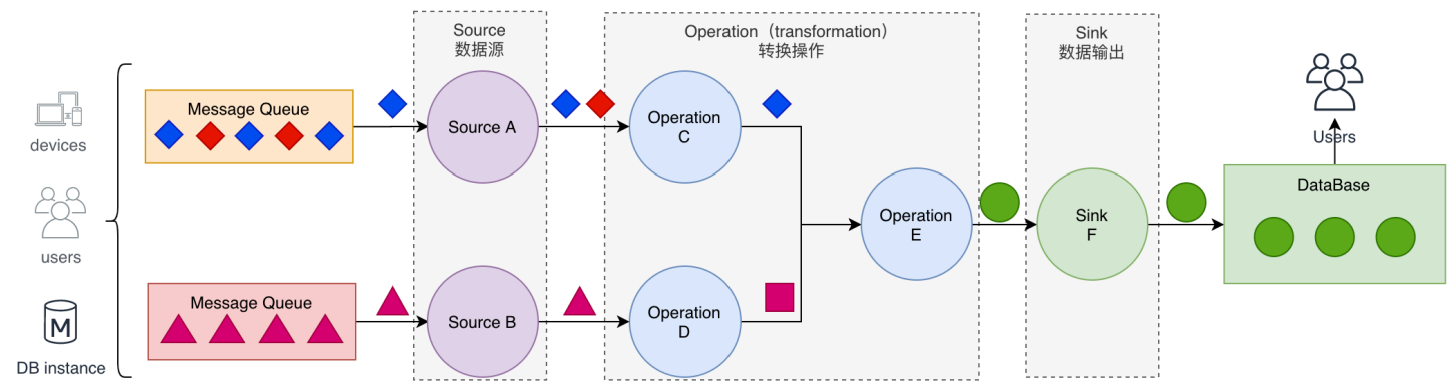 devices
users
DB instance
Message Queue
Message Queue
Source
数据源
Source A
Source B
Operation（transformation）
转换操作
Operation
C
Operation
D
Operation
E
Sink
数据输出
Sink
F
Users
DataBase
M